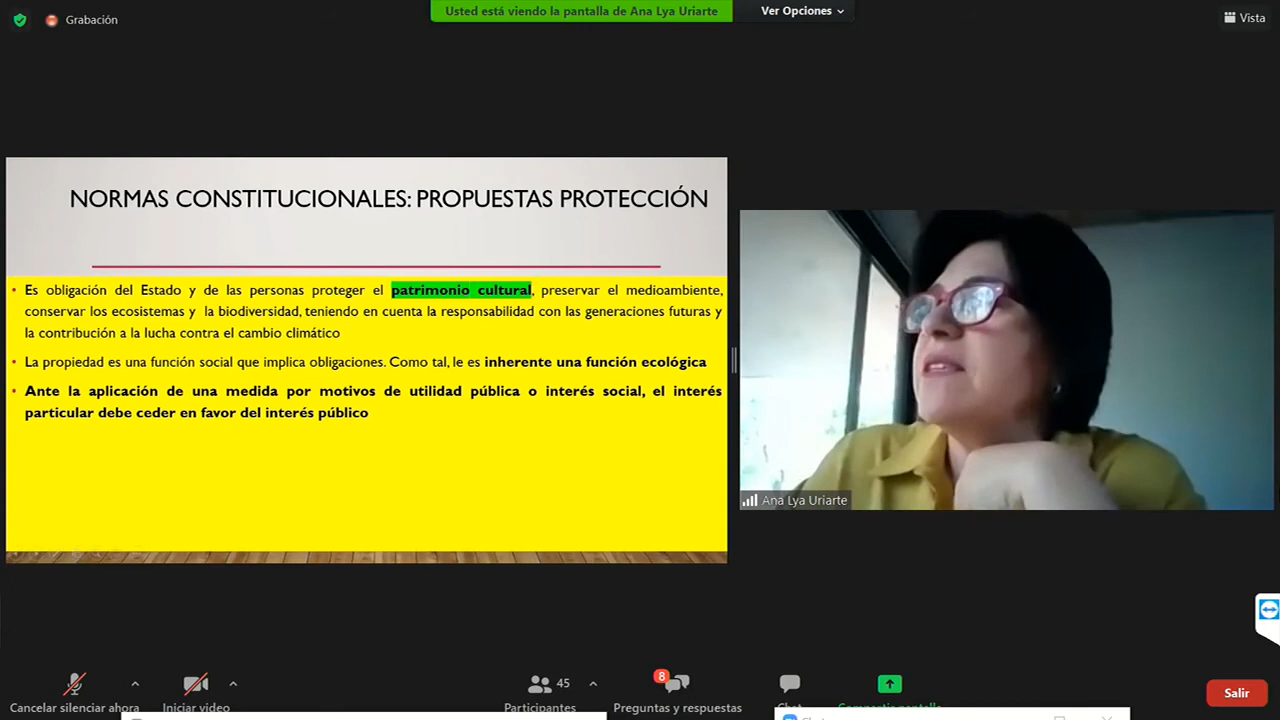 Grabación
Usted está viendo la pantalla de Ana Lya Uriarte
Ver Opciones
Vista
NORMAS CONSTITUCIONALES: PROPUESTAS PROTECCIÓN
• Es obligación del Estado y de las personas proteger el patrimonio cultural, preservar el medioambiente,
conservar los ecosistemas y la biodiversidad, teniendo en cuenta la responsabilidad con las generaciones futuras y
la contribución a la lucha contra el cambio climático
• La propiedad es una función social que implica obligaciones. Como tal, le es inherente una función ecológica
• Ante la aplicación de una medida por motivos de utilidad pública o interés social, el interés
particular debe ceder en favor del interés público
Ana Lya Uriarte
45
8
Cancelar silenciar ahora
Iniciar video
Participantes
Preguntas y respuestas
Chat
Compartir pantalla
Salir